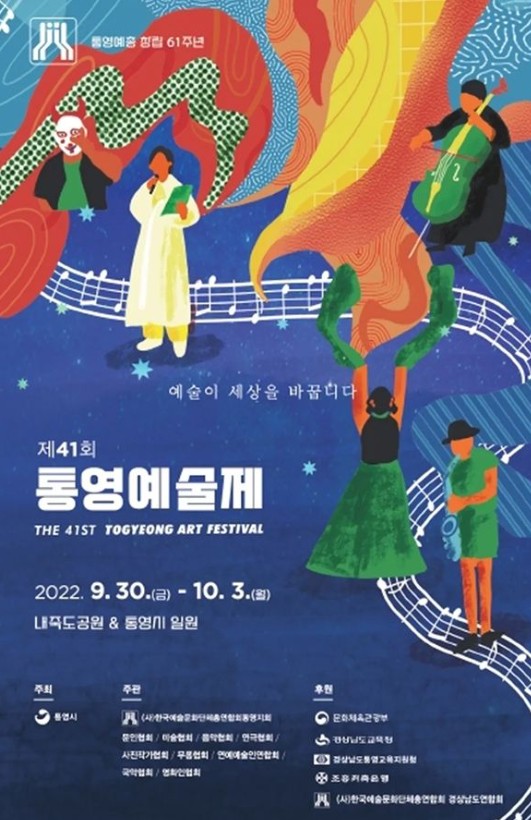 통영예총 창립 61주년
예술이 세상을 바꿉니다
제41회
통영예술제
THE 41ST TOGYEONG ART FESTIVAL
2022. 9. 30.(금) - 10. 3.(월)
내죽도공원 & 통영시 일원
주최
통영시
주관
(사)한국예술문화단체총연합회통영지회
문인협회 / 미술협회 / 음악협회 / 연극협회 /
사진작가협회 / 무용협회 / 연예예술인연합회 /
국악협회 / 영화인협회
후원
문화체육관광부
경상남도교육청
경상남도통영교육지원청
(사)한국예술문화단체총연합회 경상남도연합회